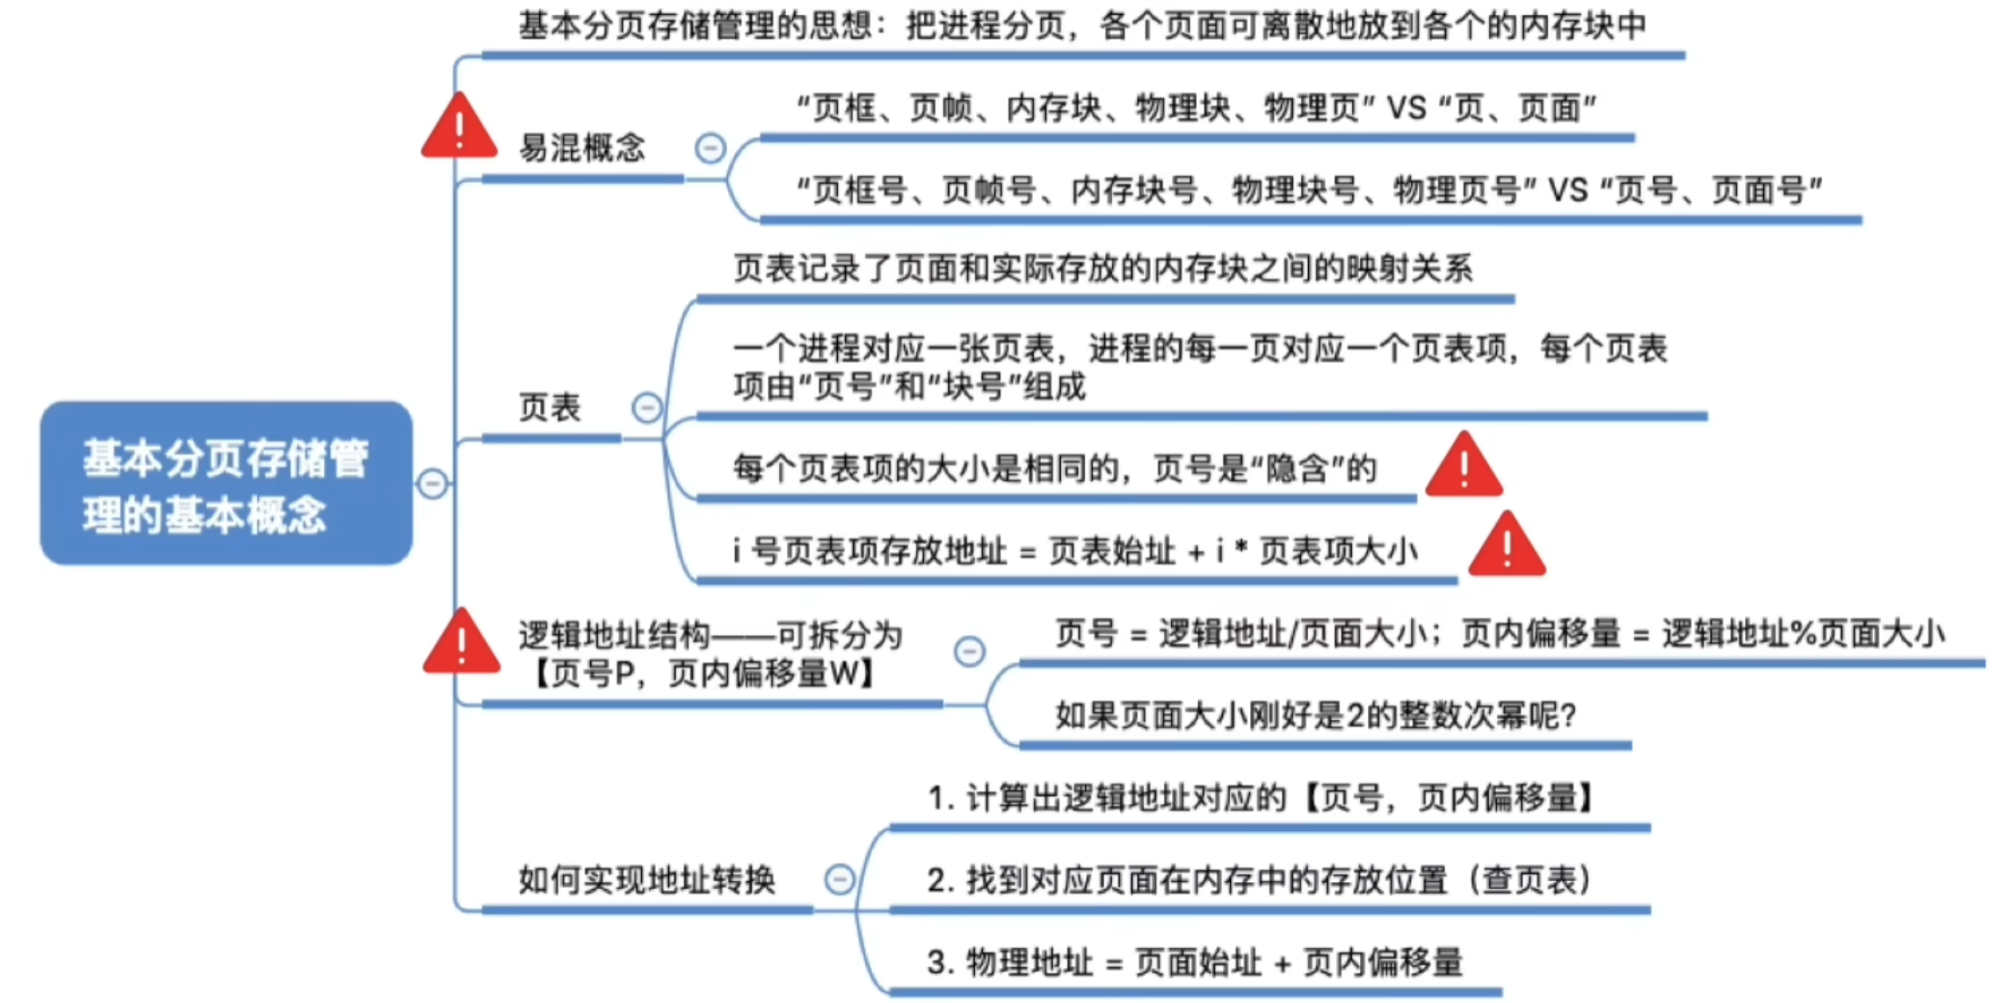 基本分页存储管理的思想：把进程分页，各个页面可离散地放到各个的内存块中
易混概念
“页框、页帧、内存块、物理块、物理页” VS “页、页面”
“页框号、页帧号、内存块号、物理块号、物理页号” VS “页号、页面号”
页表记录了页面和实际存放的内存块之间的映射关系
一个进程对应一张页表，进程的每一页对应一个页表项，每个页表
项由“页号”和“块号”组成
页表
每个页表项的大小是相同的，页号是“隐含”的
i 号页表项存放地址 = 页表始址 + i * 页表项大小
基本分页存储管
理的基本概念
逻辑地址结构——可拆分为
【页号P，页内偏移量W】
页号 = 逻辑地址/页面大小；页内偏移量 = 逻辑地址%页面大小
如果页面大小刚好是2的整数次幂呢？
如何实现地址转换
1. 计算出逻辑地址对应的【页号，页内偏移量】
2. 找到对应页面在内存中的存放位置（查页表）
3. 物理地址 = 页面始址 + 页内偏移量